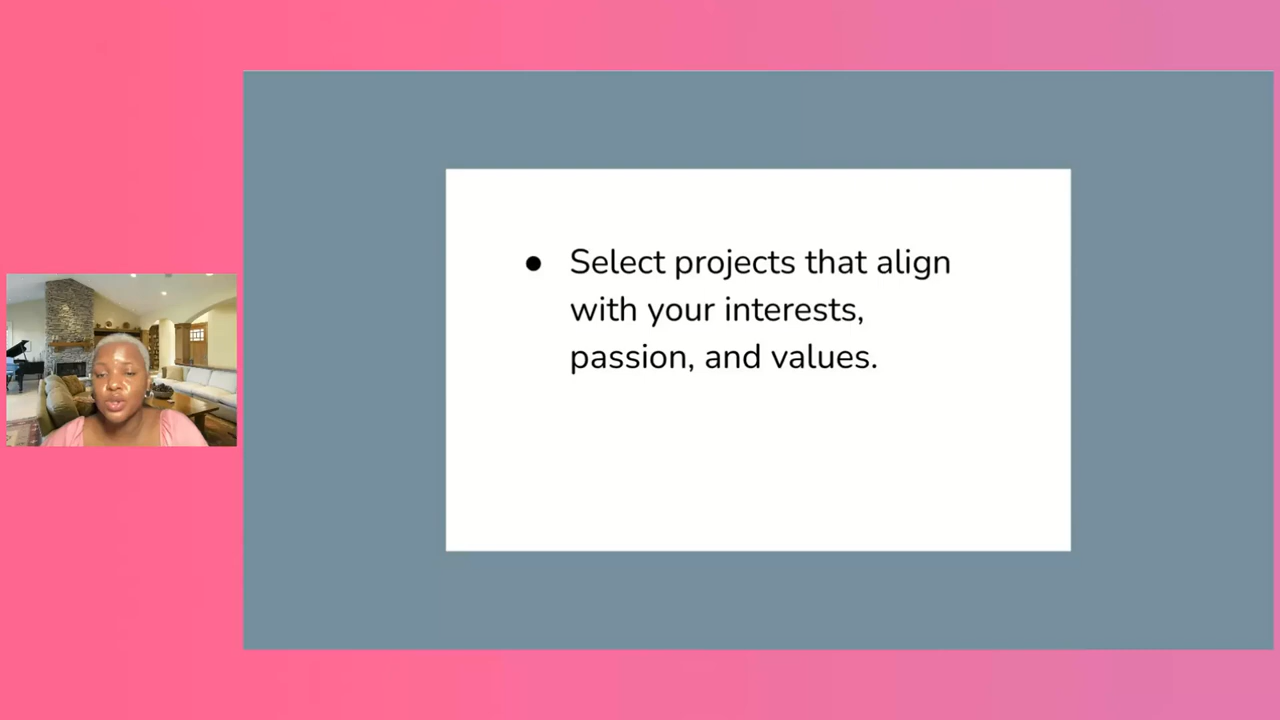 ● Select projects that align
with your interests,
passion, and values.